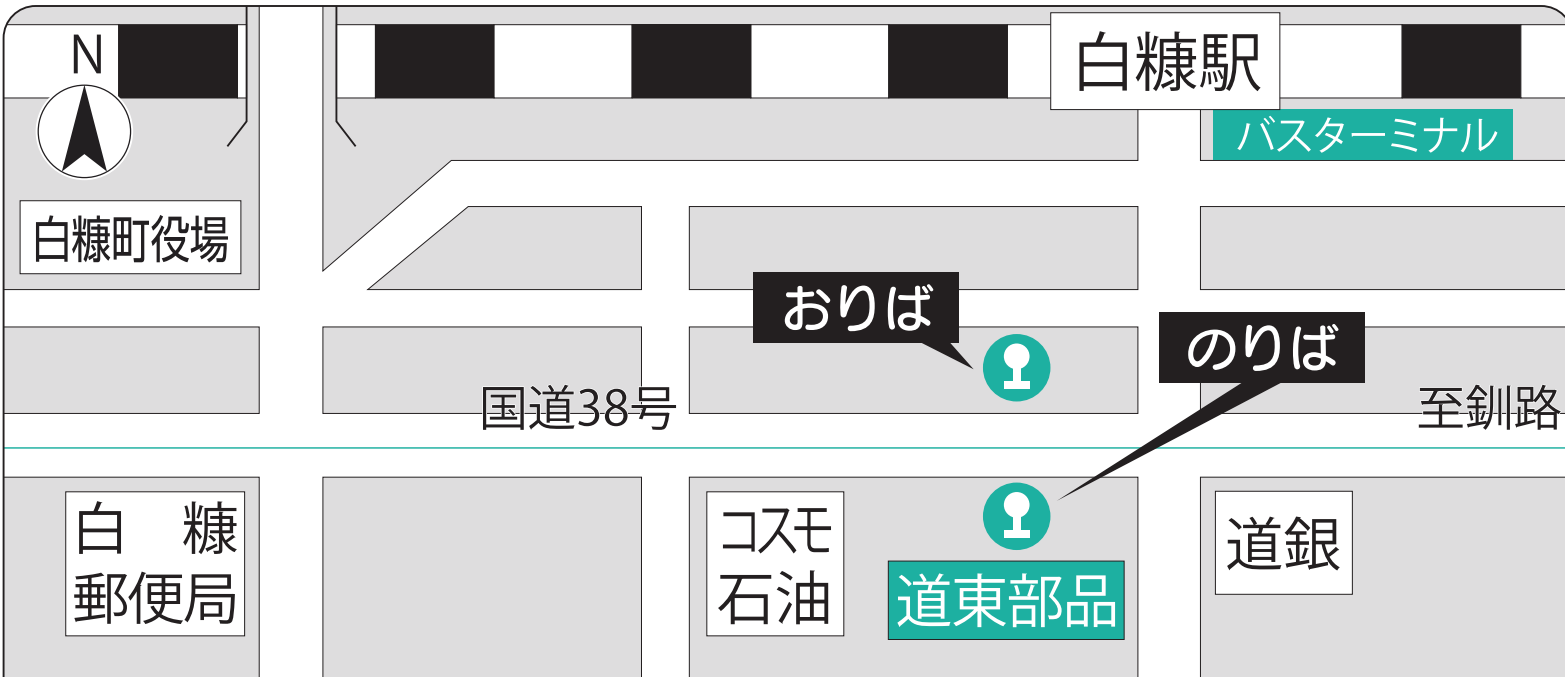 N
白糠駅
バスターミナル
白糠町役場
おりば
のりば
国道38号
至釧路
白　糠
郵便局
コスモ
石油
道東部品
道銀